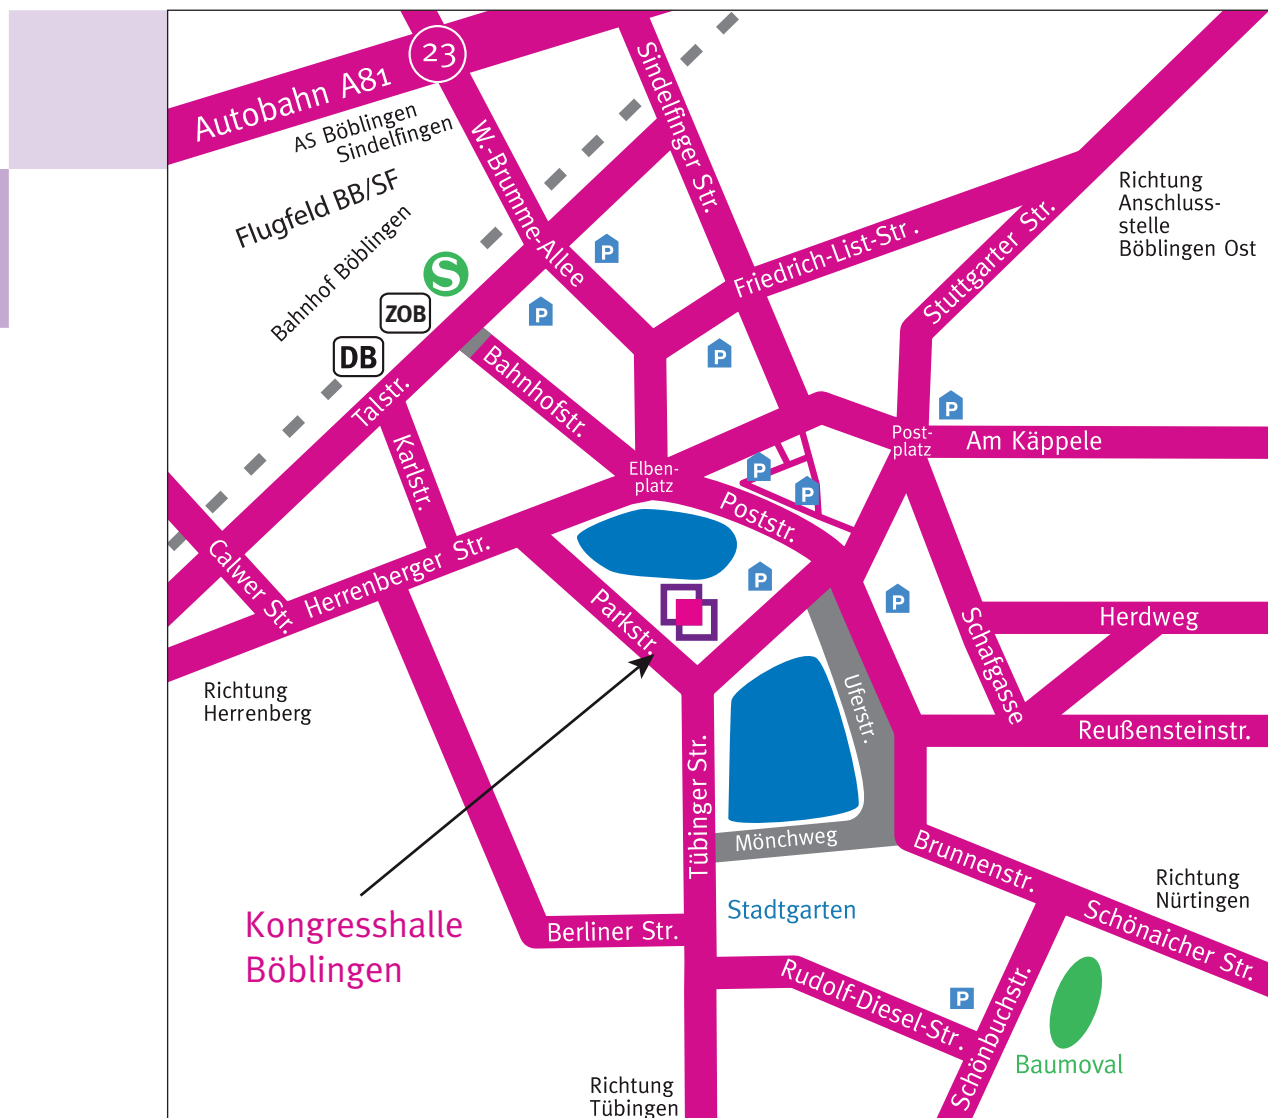 23
Autobahn A81
AS Böblingen
Sindelfingen
W.-Brumme-Allee
Sindelfinger Str.
Flugfeld BB/SF
Bahnhof Böblingen
S
ZOB
DB
Talstr.
P
P
P
Friedrich-List-Str.
Stuttgarter Str.
Richtung
Anschluss-
stelle
Böblingen Ost
Bahnhofstr.
Karlstr.
P
Post-
platz
Am Käppele
Elben-
platz
P
P
Poststr.
Calwer Str.
Herrenberger Str.
P
P
Parkstr.
Schafgasse
Herdweg
Richtung
Herrenberg
Uferstr.
Reußensteinstr.
Tübinger Str.
Mönchweg
Brunnenstr.
Richtung
Nürtingen
Kongresshalle
Böblingen
Stadtgarten
Berliner Str.
Schönaicher Str.
Rudolf-Diesel-Str.
P
Schönbuchstr.
Baumoval
Richtung
Tübingen